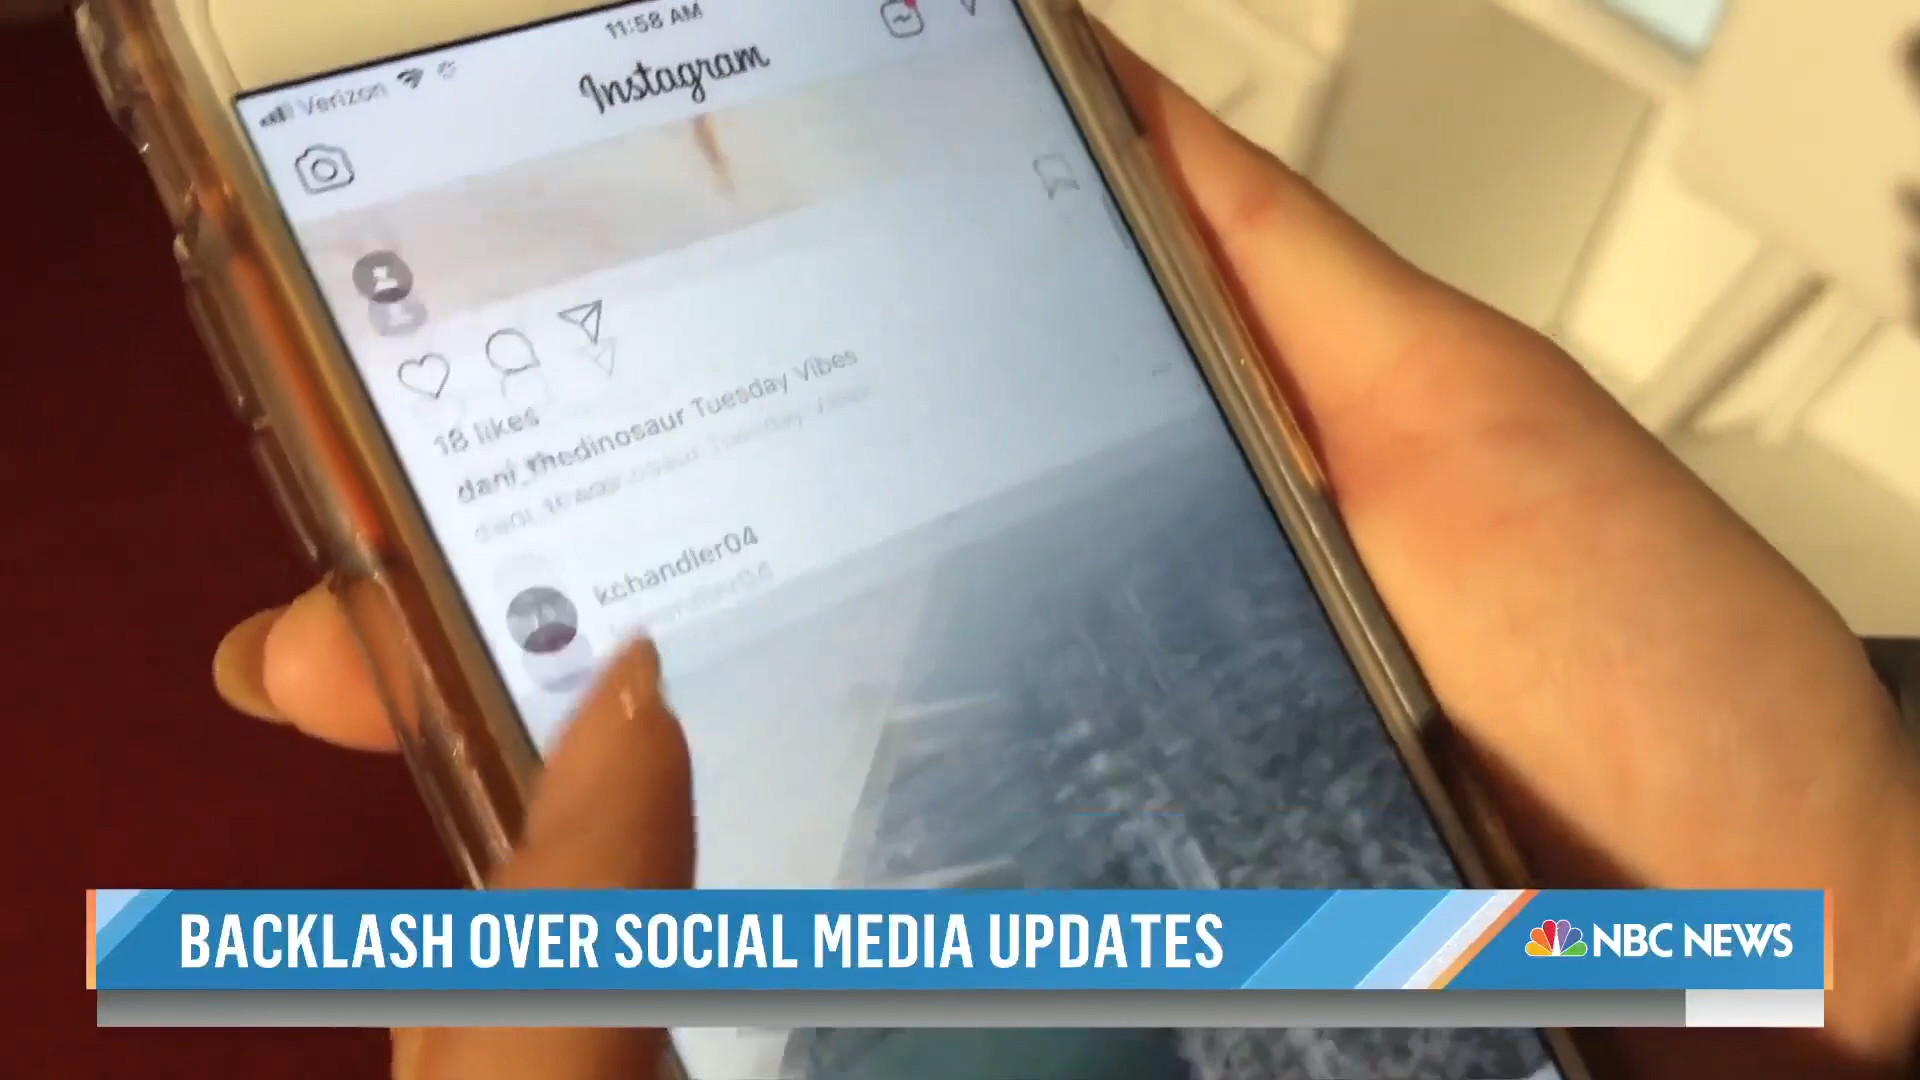 11:58 AM
Verizon
Instagram
18 likes
dani_thedinosaur Tuesday Vibes
kchandler04
BACKLASH OVER SOCIAL MEDIA UPDATES
NBC NEWS